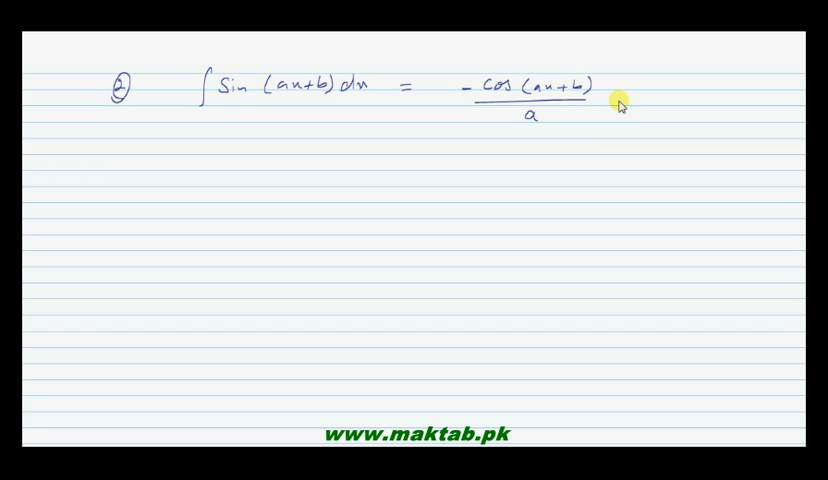 ② ∫ Sin (ax+b) dx = - cos (ax+b) / a
www.maktab.pk